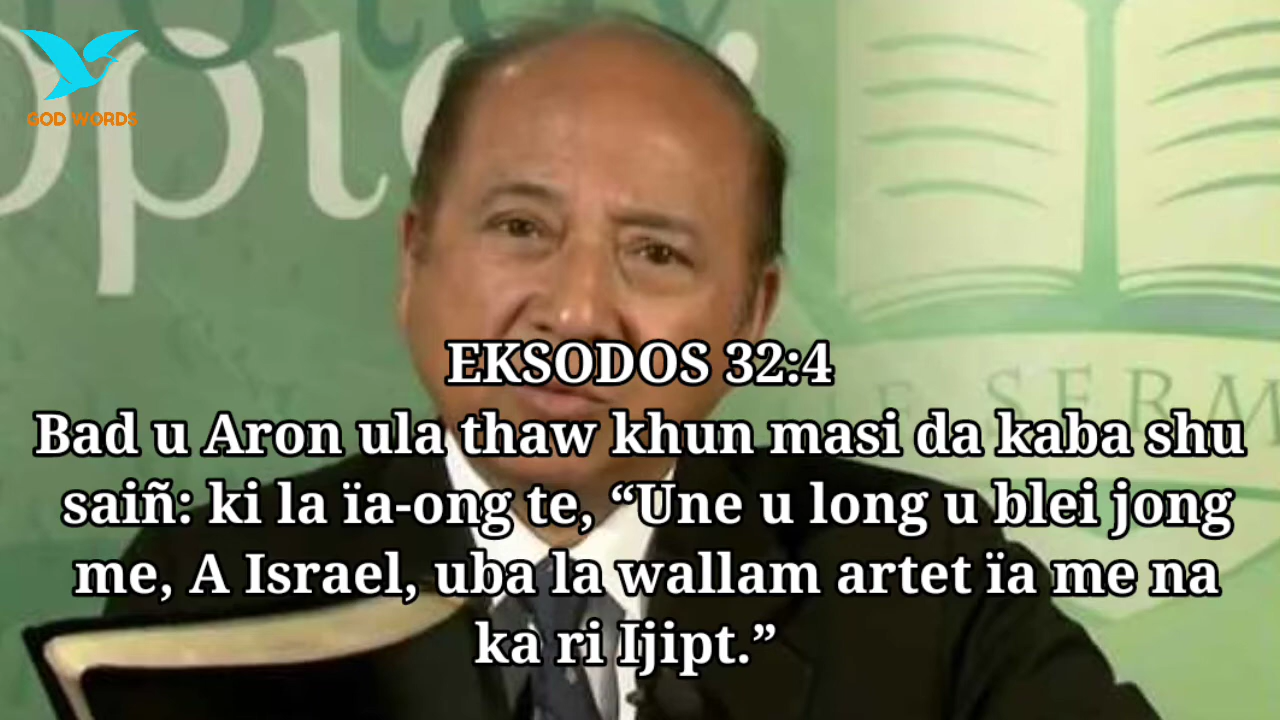 GOD WORDS
EKSODOS 32:4
Bad u Aron ula thaw khun masi da kaba shu
saiñ: ki la ïa-ong te, “Une u long u blei jong
me, A Israel, uba la wallam artet ïa me na
ka ri Ijipt.”
SERM